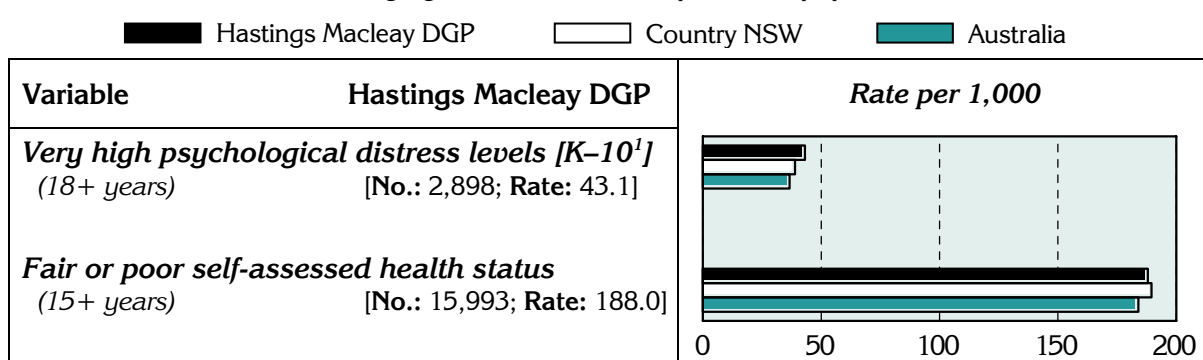 Hastings Macleay DGP Country NSW Australia
Variable Hastings Macleay DGP Rate per 1,000
Very high psychological distress levels [K–10¹]
(18+ years) [No.: 2,898; Rate: 43.1]
Fair or poor self-assessed health status
(15+ years) [No.: 15,993; Rate: 188.0]
0 50 100 150 200